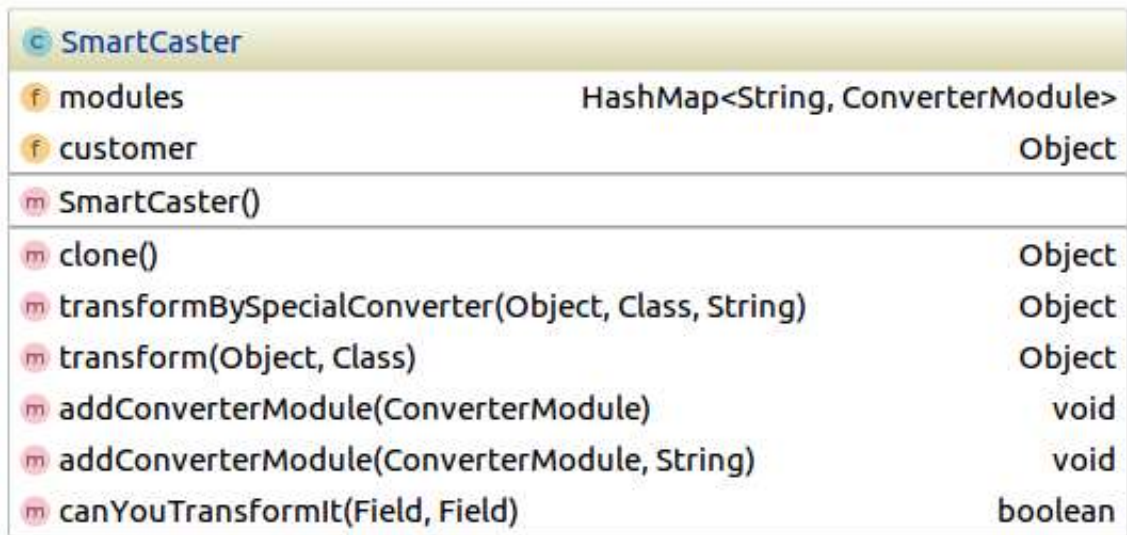 c SmartCaster
f modules HashMap<String, ConverterModule>
f customer Object
m SmartCaster()
m clone() Object
m transformBySpecialConverter(Object, Class, String) Object
m transform(Object, Class) Object
m addConverterModule(ConverterModule) void
m addConverterModule(ConverterModule, String) void
m canYouTransformIt(Field, Field) boolean